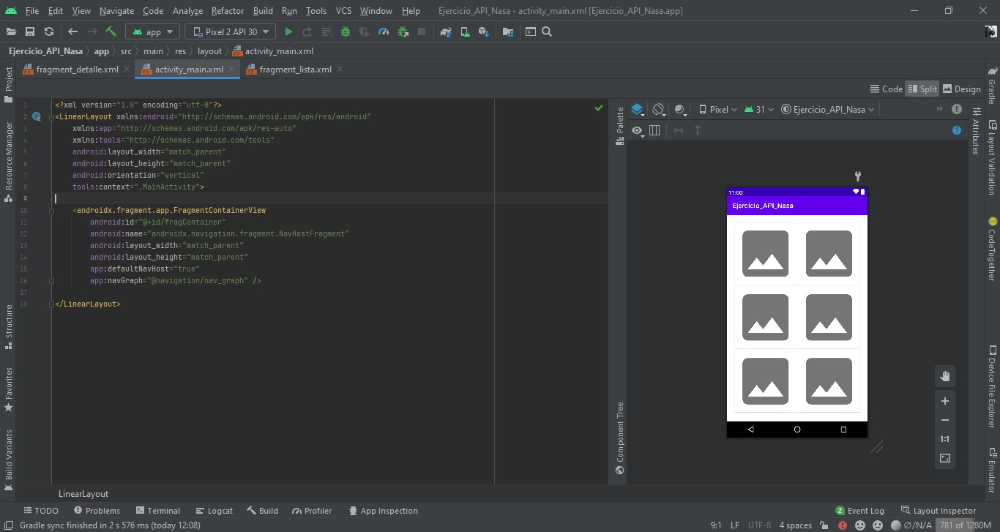 File Edit View Navigate Code Analyze Refactor Build Run Tools VCS Window Help Ejercicio_API_Nasa - activity_main.xml [Ejercicio_API_Nasa.app]
app Pixel 2 API 30
Ejercicio_API_Nasa app src main res layout activity_main.xml
fragment_detalle.xml activity_main.xml fragment_lista.xml
Code Split Design
Project
Resource Manager
Structure
Favorites
Build Variants
1 <?xml version="1.0" encoding="utf-8"?>
2 <LinearLayout xmlns:android="http://schemas.android.com/apk/res/android"
3 xmlns:app="http://schemas.android.com/apk/res-auto"
4 xmlns:tools="http://schemas.android.com/tools"
5 android:layout_width="match_parent"
6 android:layout_height="match_parent"
7 android:orientation="vertical"
8 tools:context=".MainActivity">
9
10 <androidx.fragment.app.FragmentContainerView
11 android:id="@+id/fragContainer"
12 android:name="androidx.navigation.fragment.NavHostFragment"
13 android:layout_width="match_parent"
14 android:layout_height="match_parent"
15 app:defaultNavHost="true"
16 app:navGraph="@navigation/nav_graph" />
17
18 </LinearLayout>
Palette
Component Tree
Pixel 31 Ejercicio_API_Nasa »
11:00
Ejercicio_API_Nasa
1:1
Attributes
Gradle
Layout Validation
CodeTogether
Device File Explorer
Emulator
LinearLayout
TODO Problems Terminal Logcat Build Profiler App Inspection 2 Event Log Layout Inspector
Gradle sync finished in 2 s 576 ms (today 12:08) 9:1 LF UTF-8 4 spaces Ø/N/A 781 of 1280M